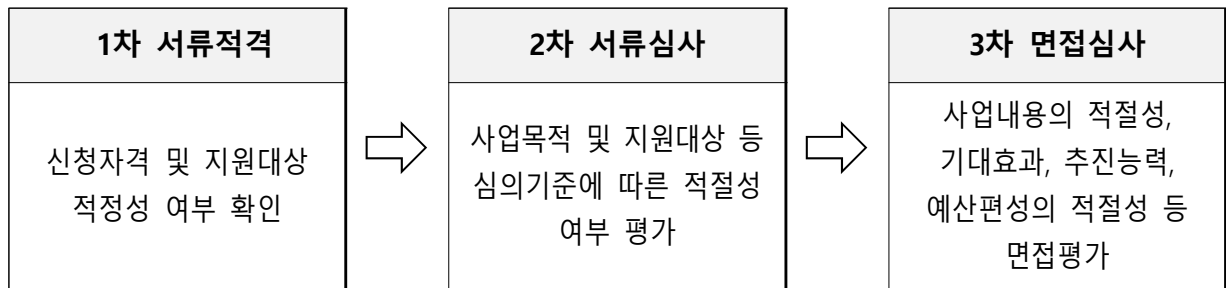 1차 서류적격
신청자격 및 지원대상
적정성 여부 확인
2차 서류심사
사업목적 및 지원대상 등
심의기준에 따른 적절성
여부 평가
3차 면접심사
사업내용의 적절성,
기대효과, 추진능력,
예산편성의 적절성 등
면접평가